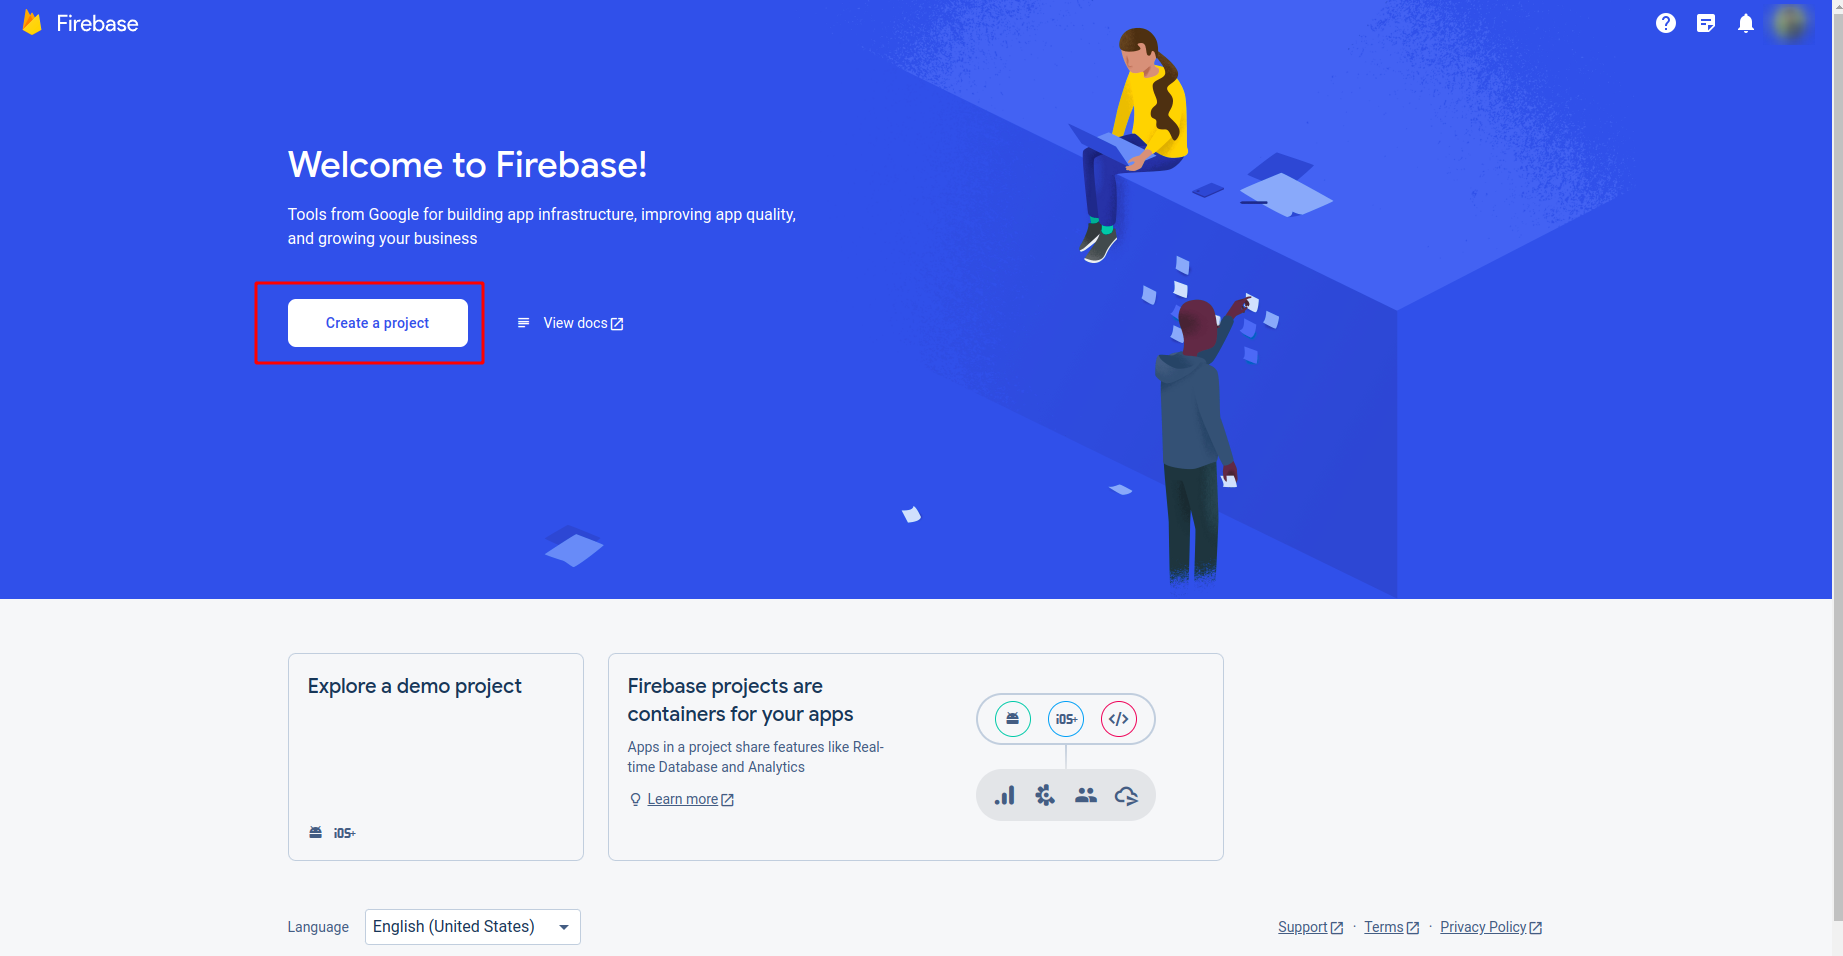 Firebase
Welcome to Firebase!
Tools from Google for building app infrastructure, improving app quality,
and growing your business
Create a project
View docs
Explore a demo project
iOS+
Firebase projects are
containers for your apps
Apps in a project share features like Real-
time Database and Analytics
Learn more
iOS+
</>
Language
English (United States)
Support · Terms · Privacy Policy